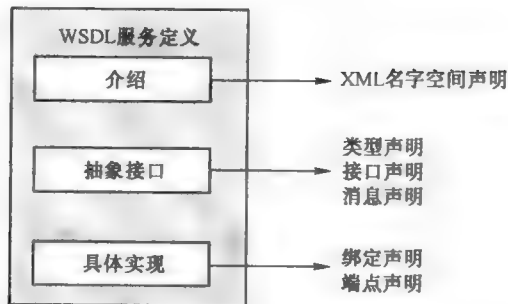 WSDL服务定义
介绍
XML名字空间声明
抽象接口
类型声明
接口声明
消息声明
具体实现
绑定声明
端点声明